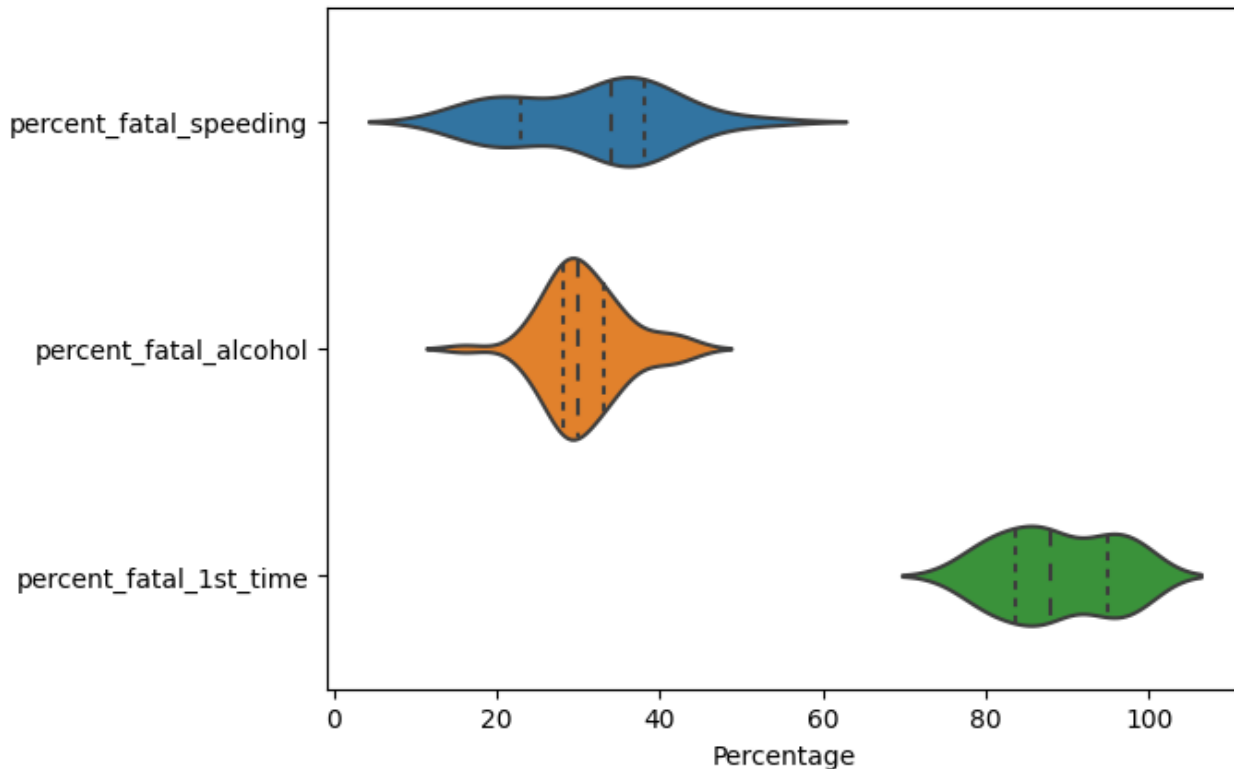 percent_fatal_speeding
percent_fatal_alcohol
percent_fatal_1st_time
0 20 40 60 80 100
Percentage